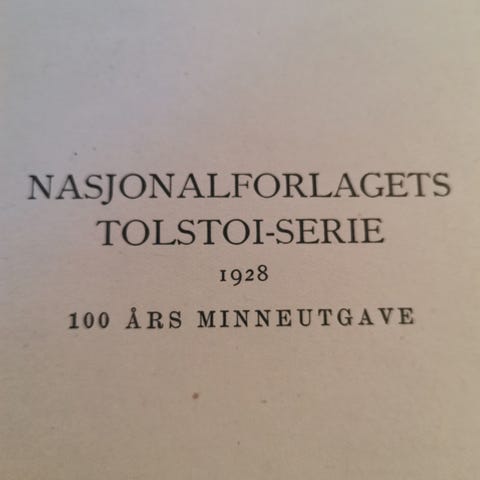 NASJONALFORLAGETS
TOLSTOI-SERIE
1928
100 ÅRS MINNEUTGAVE